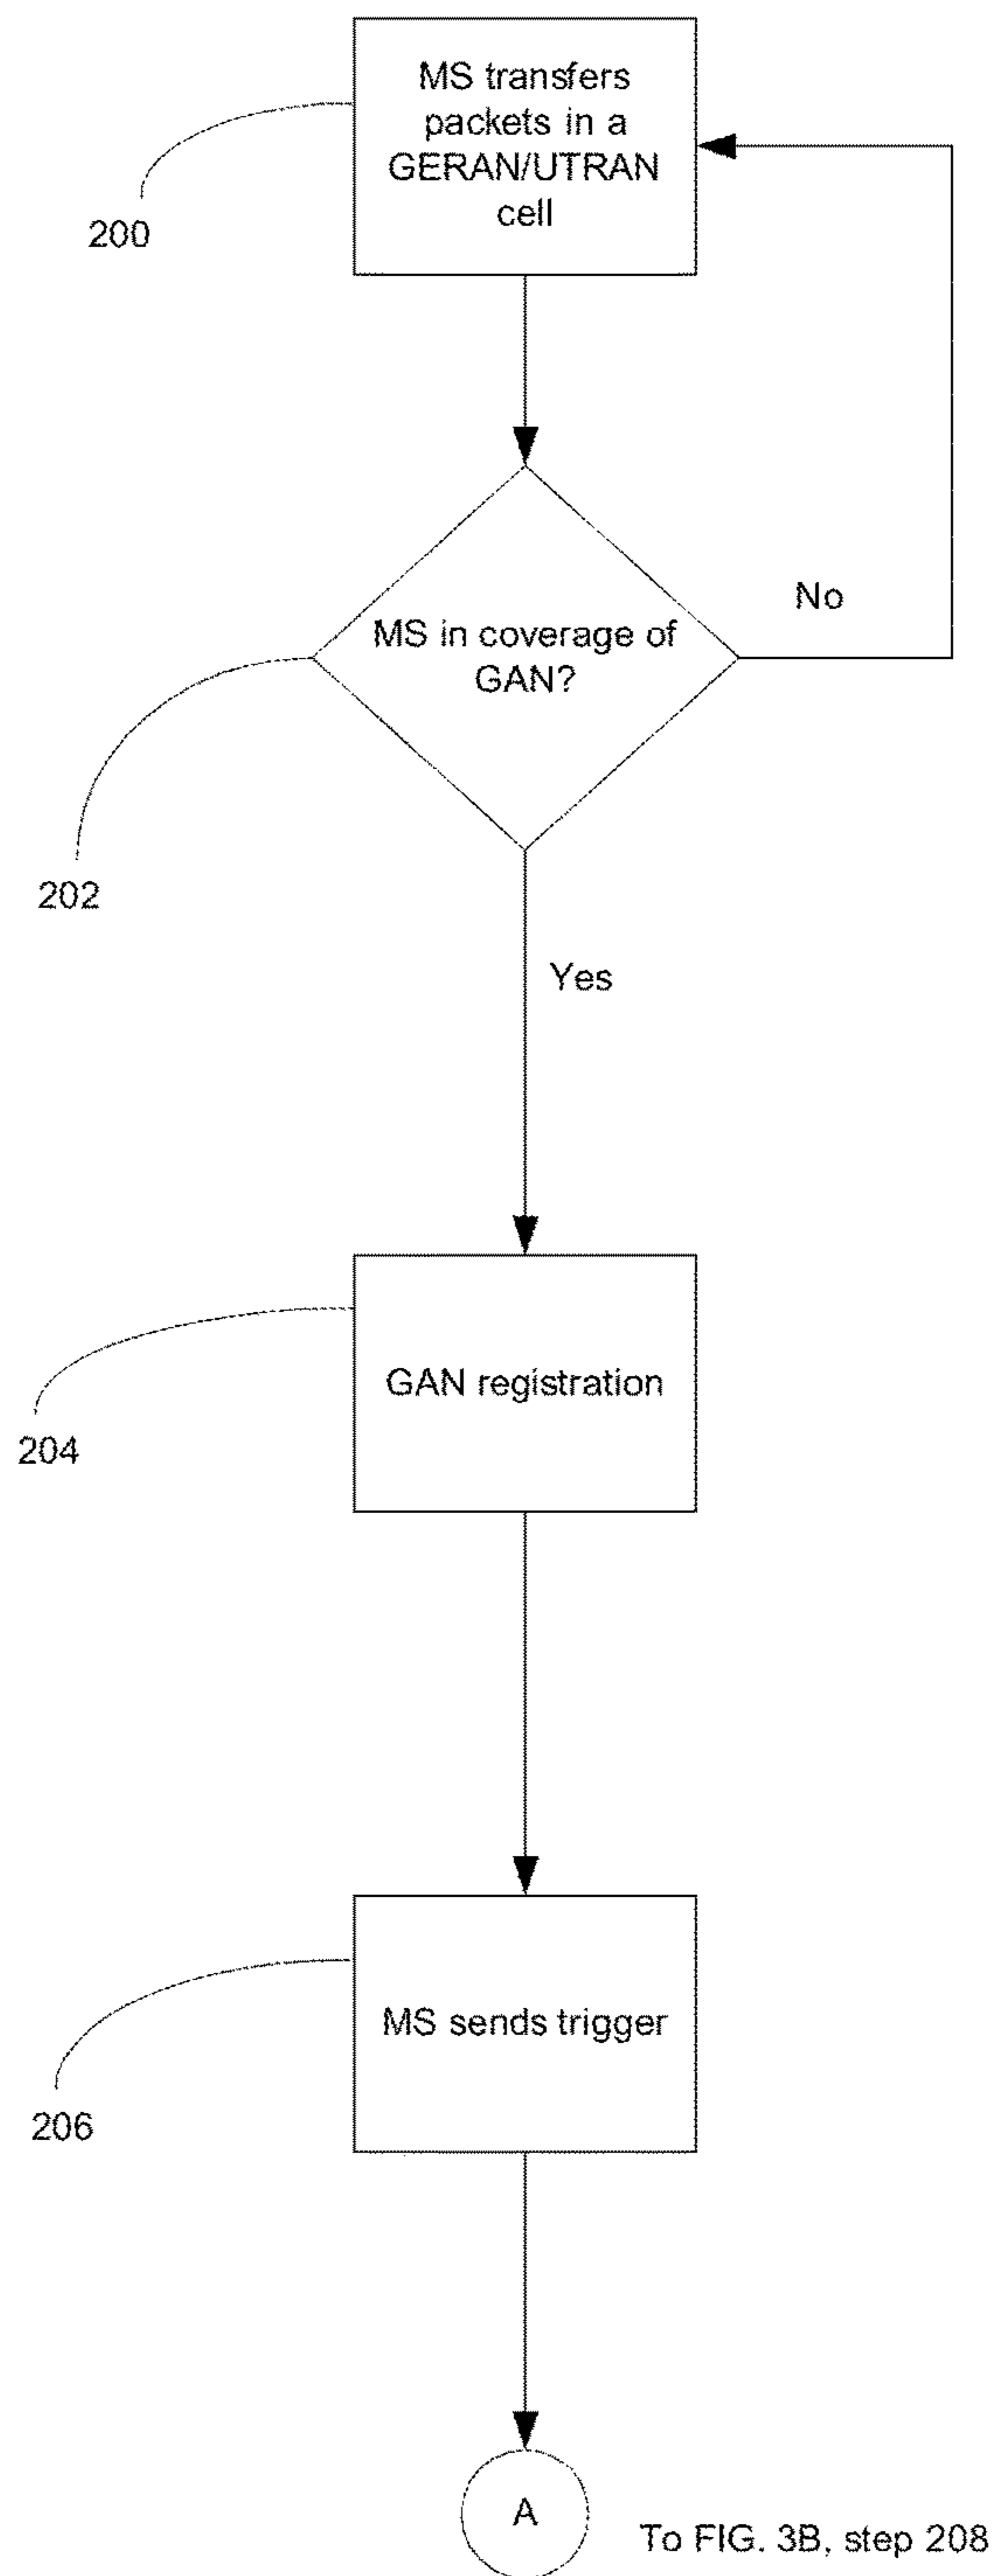 MS transfers
packets in a
GERAN/UTRAN
cell
200
No
MS in coverage of
GAN?
202
Yes
GAN registration
204
MS sends trigger
206
A
To FIG. 3B, step 208